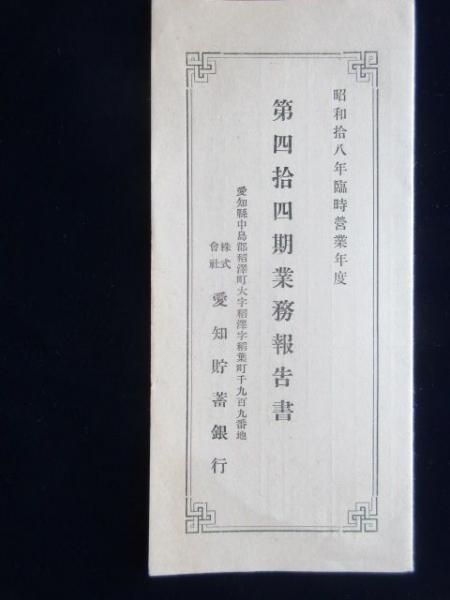 昭和拾八年臨時營業年度
第四拾四期業務報告書
愛知縣中島郡稻澤町大字稻澤字稻葉町千九百九番地
株式會社 愛知貯蓄銀行